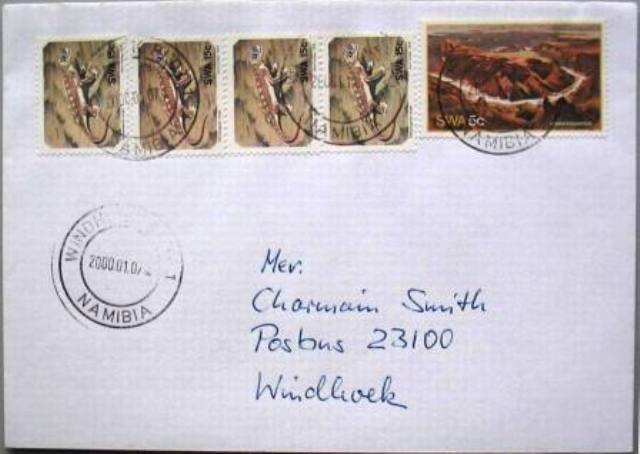 SWA 15c
SWA 15c
SWA 15c
SWA 15c
SWA 5c
NAMIBIA
NAMIBIA
NAMIBIA
2000.01.07
NAMIBIA
Mev.
Charmain Smith
Posbus 23100
Windhoek